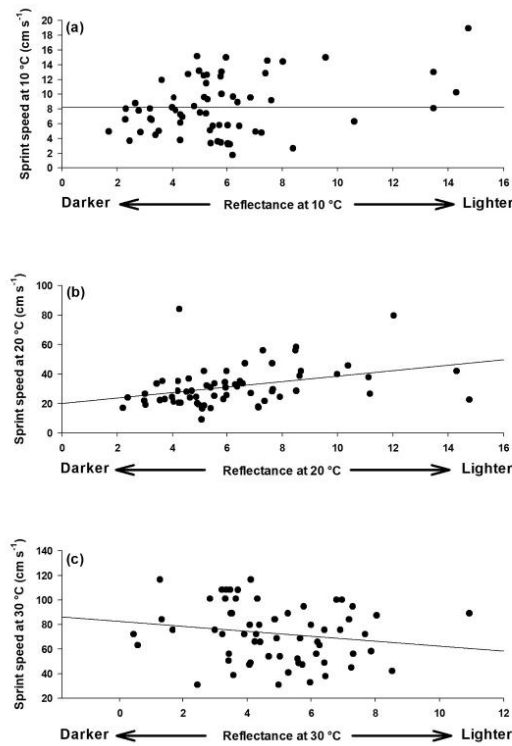 (a)
Sprint speed at 10 °C (cm s⁻¹)
20
18
16
14
12
10
8
6
4
2
0
0 2 4 6 8 10 12 14 16
Darker Reflectance at 10 °C Lighter
(b)
Sprint speed at 20 °C (cm s⁻¹)
100
80
60
40
20
0
0 2 4 6 8 10 12 14 16
Darker Reflectance at 20 °C Lighter
(c)
Sprint speed at 30 °C (cm s⁻¹)
140
120
100
80
60
40
20
0 2 4 6 8 10 12
Darker Reflectance at 30 °C Lighter